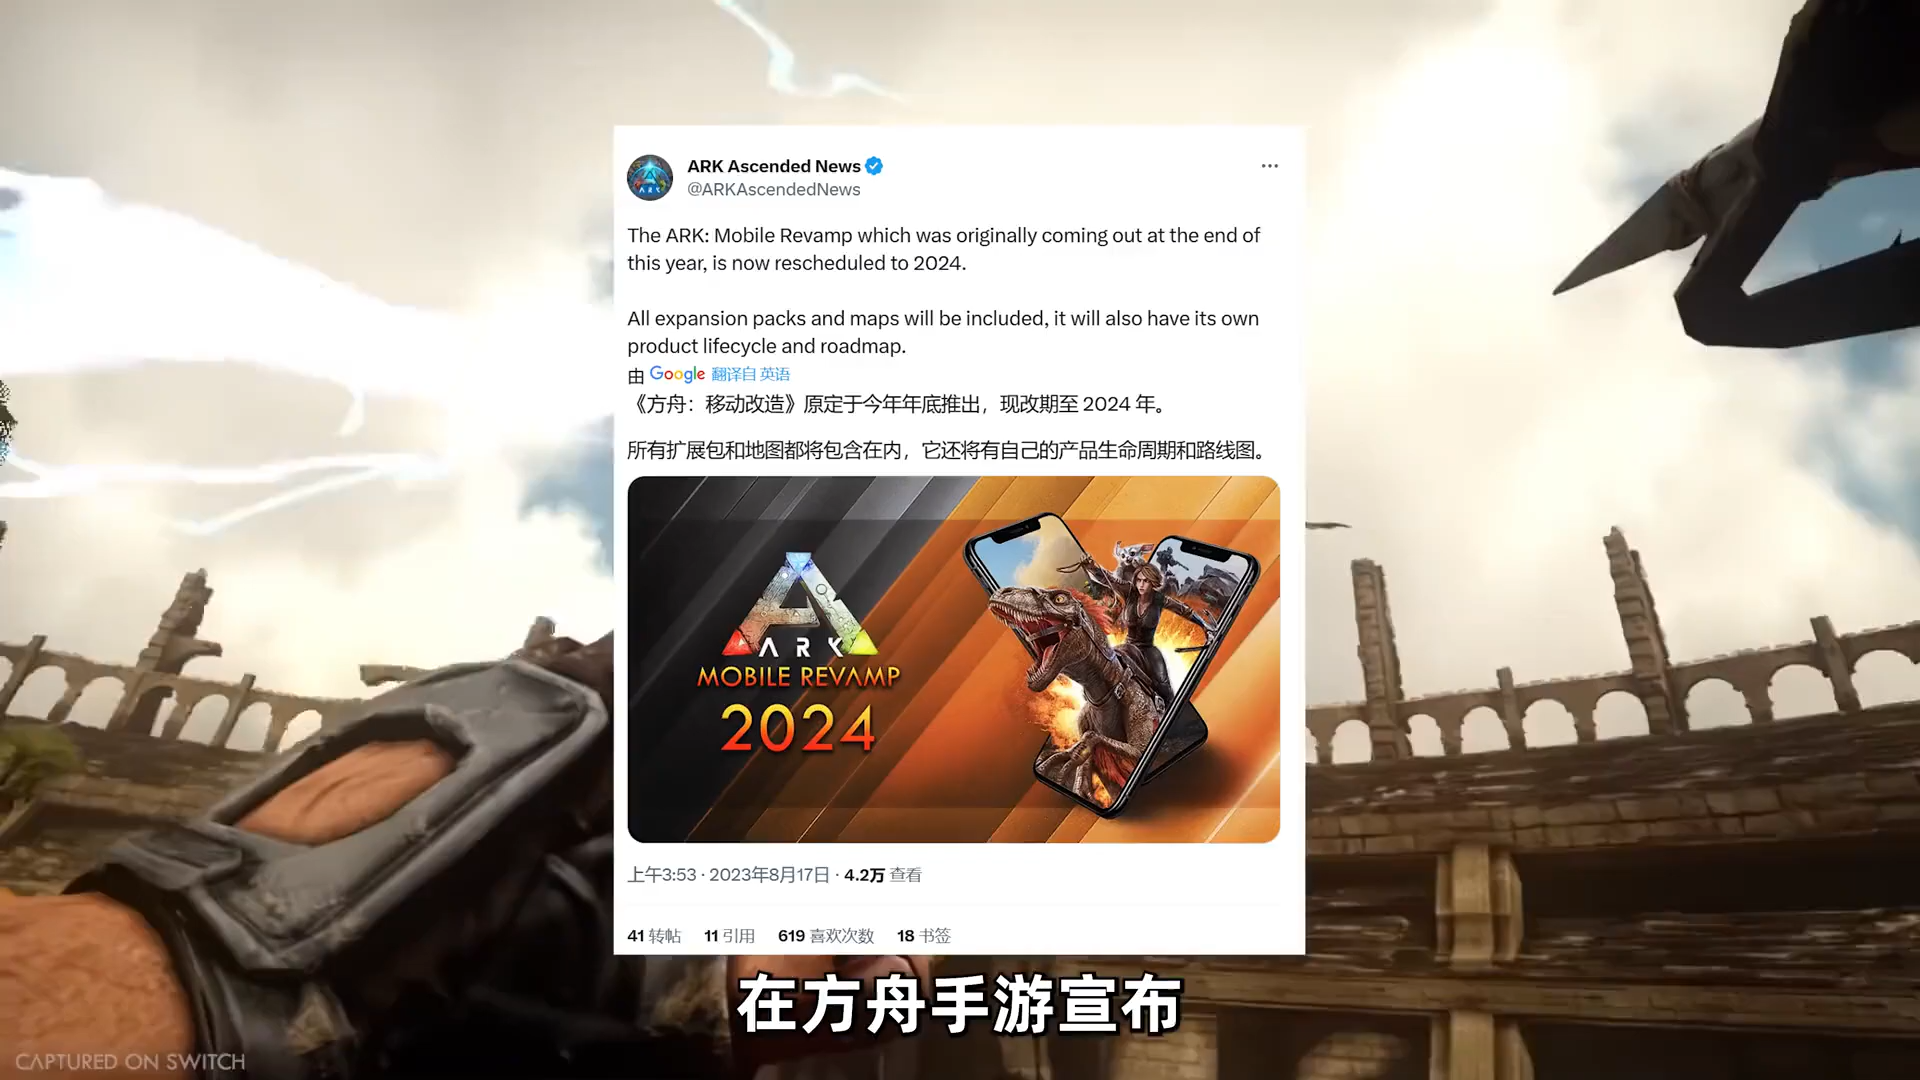 ARK Ascended News
@ARKAscendedNews
The ARK: Mobile Revamp which was originally coming out at the end of
this year, is now rescheduled to 2024.
All expansion packs and maps will be included, it will also have its own
product lifecycle and roadmap.
由 Google 翻译自 英语
《方舟：移动改造》原定于今年年底推出，现改期至 2024 年。
所有扩展包和地图都将包含在内，它还将有自己的产品生命周期和路线图。
ARK
MOBILE REVAMP
2024
上午3:53 · 2023年8月17日 · 4.2万 查看
41 转帖 11 引用 619 喜欢次数 18 书签
在方舟手游宣布
CAPTURED ON SWITCH